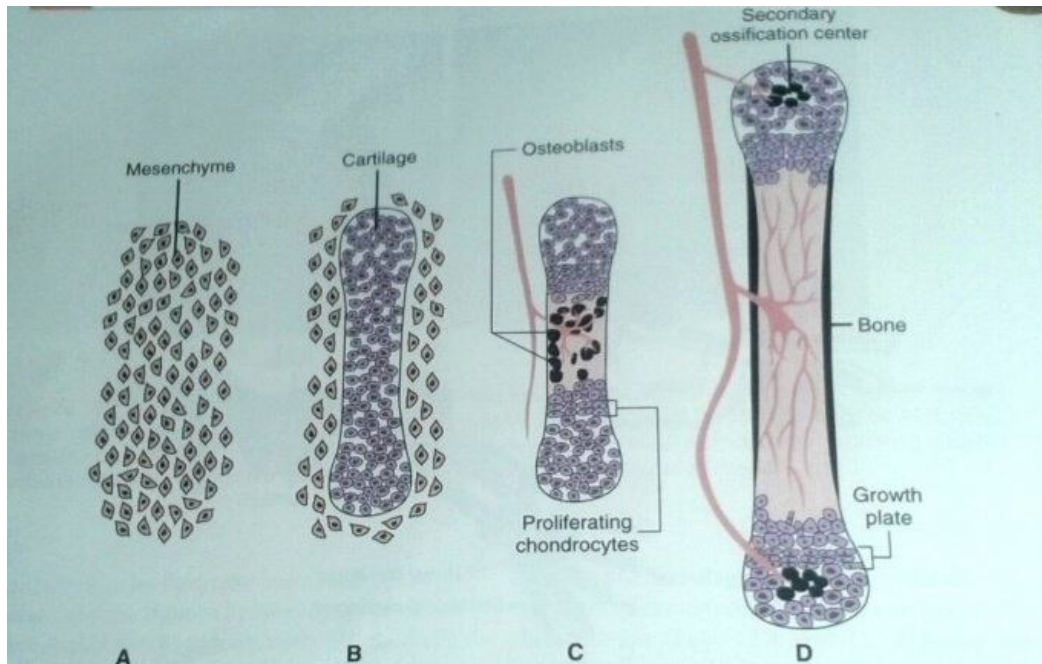 Secondary
ossification center
Osteoblasts
Mesenchyme
Cartilage
Bone
Growth
plate
Proliferating
chondrocytes
A
B
C
D